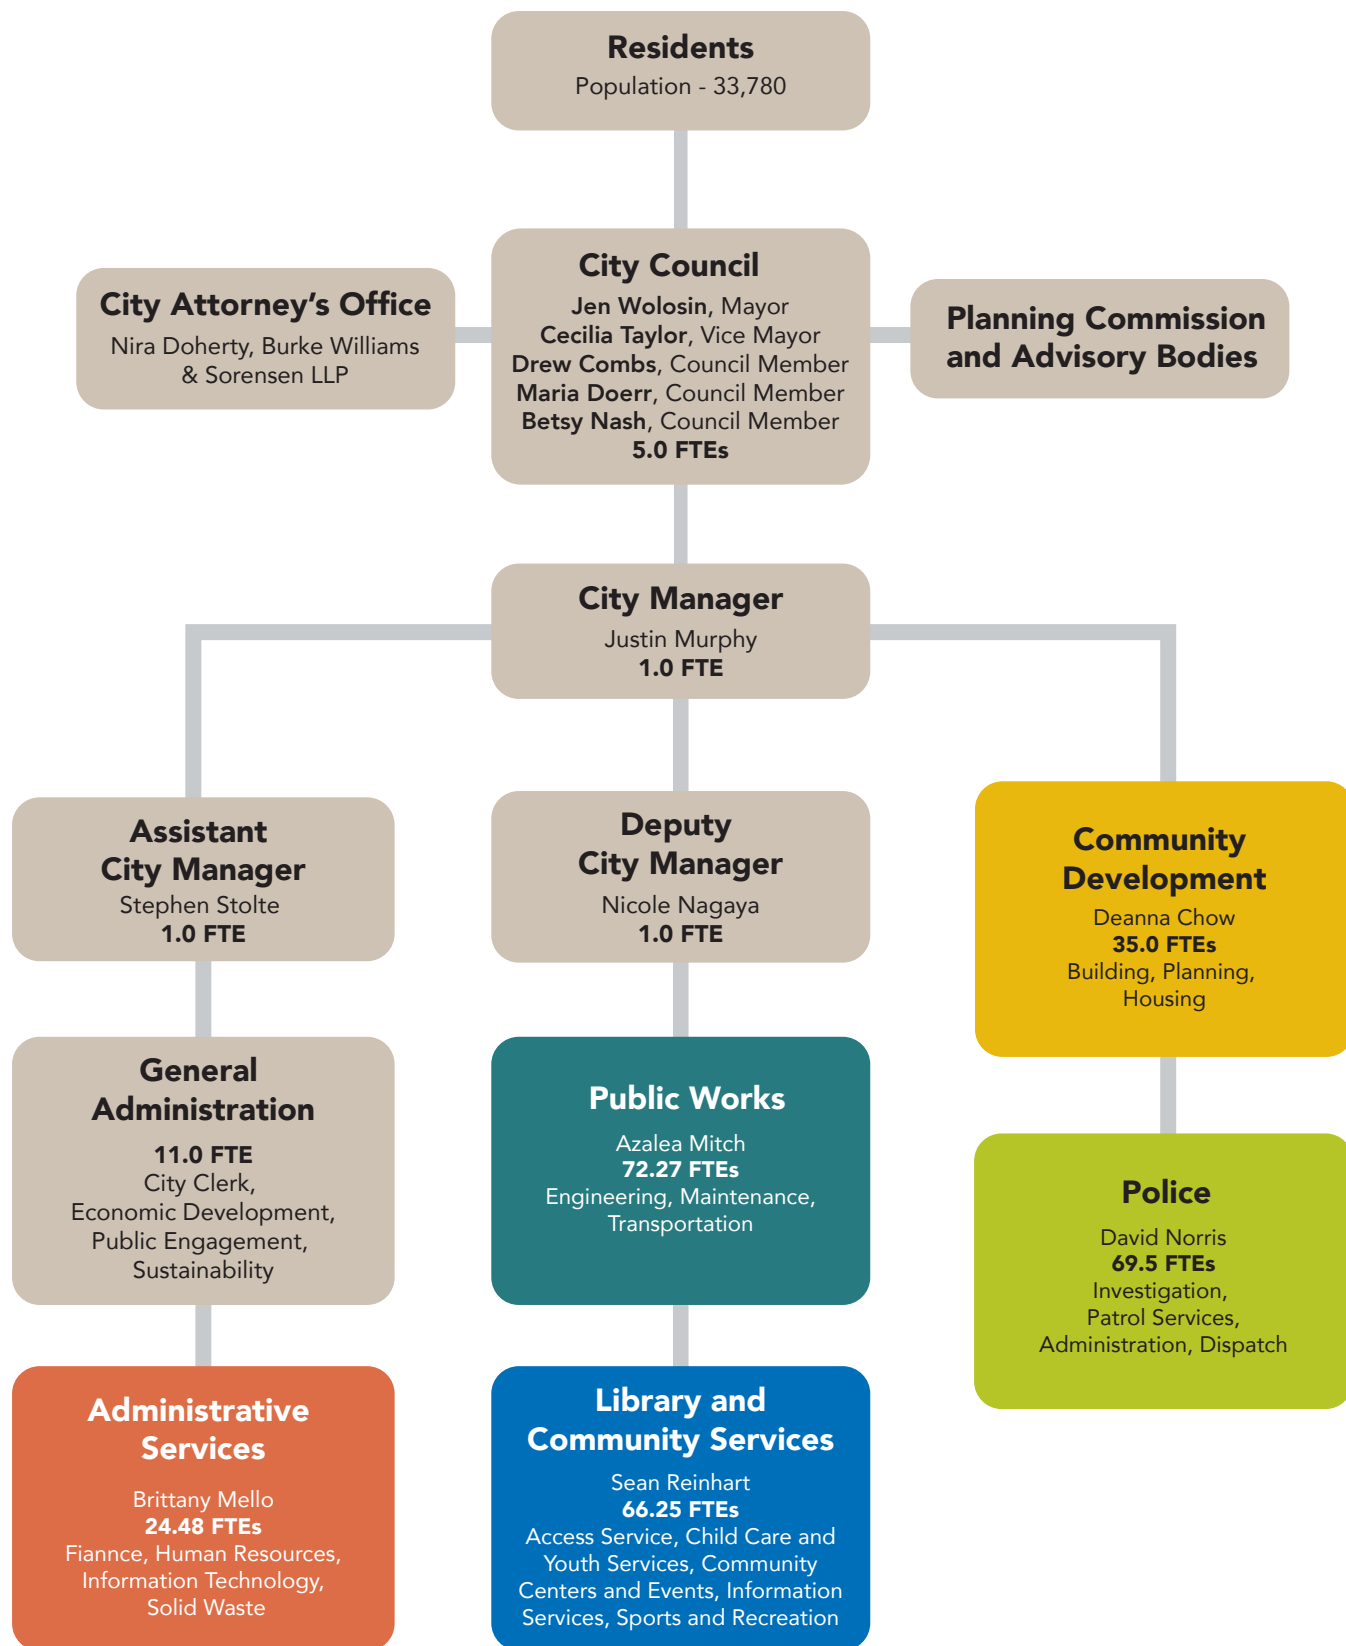 Residents
Population - 33,780
City Attorney's Office
Nira Doherty, Burke Williams
& Sorensen LLP
City Council
Jen Wolosin, Mayor
Cecilia Taylor, Vice Mayor
Drew Combs, Council Member
Maria Doerr, Council Member
Betsy Nash, Council Member
5.0 FTEs
Planning Commission
and Advisory Bodies
City Manager
Justin Murphy
1.0 FTE
Assistant
City Manager
Stephen Stolte
1.0 FTE
Deputy
City Manager
Nicole Nagaya
1.0 FTE
Community
Development
Deanna Chow
35.0 FTEs
Building, Planning,
Housing
General
Administration
11.0 FTE
City Clerk,
Economic Development,
Public Engagement,
Sustainability
Public Works
Azalea Mitch
72.27 FTEs
Engineering, Maintenance,
Transportation
Police
David Norris
69.5 FTEs
Investigation,
Patrol Services,
Administration, Dispatch
Administrative
Services
Brittany Mello
24.48 FTEs
Fiannce, Human Resources,
Information Technology,
Solid Waste
Library and
Community Services
Sean Reinhart
66.25 FTEs
Access Service, Child Care and
Youth Services, Community
Centers and Events, Information
Services, Sports and Recreation